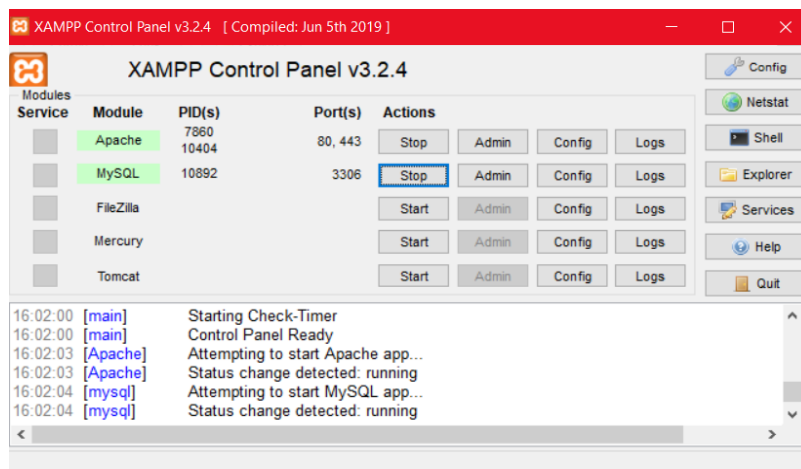 XAMPP Control Panel v3.2.4 [ Compiled: Jun 5th 2019 ]
XAMPP Control Panel v3.2.4
Config
Modules
Service Module PID(s) Port(s) Actions
Netstat
Apache 7860 10404 80, 443 Stop Admin Config Logs
Shell
MySQL 10892 3306 Stop Admin Config Logs
Explorer
FileZilla Start Admin Config Logs
Services
Mercury Start Admin Config Logs
Help
Tomcat Start Admin Config Logs
Quit
16:02:00 [main] Starting Check-Timer
16:02:00 [main] Control Panel Ready
16:02:03 [Apache] Attempting to start Apache app...
16:02:03 [Apache] Status change detected: running
16:02:04 [mysql] Attempting to start MySQL app...
16:02:04 [mysql] Status change detected: running